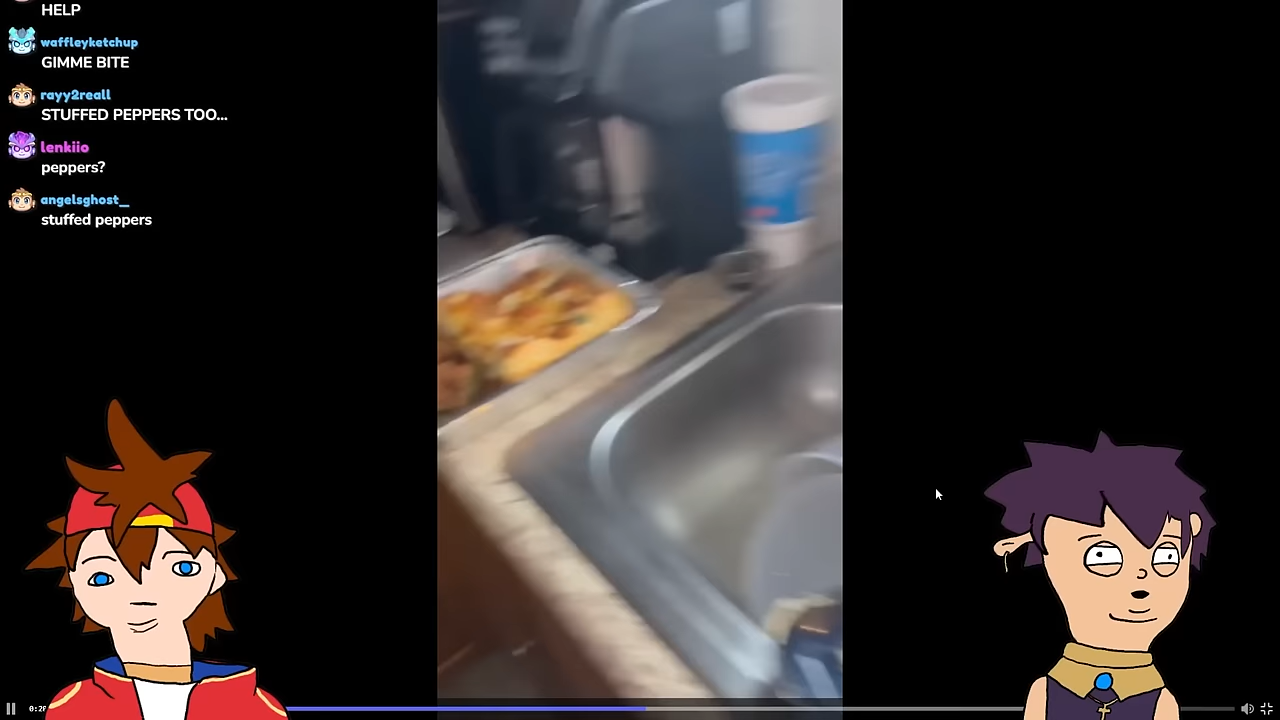 HELP
waffleyketchup
GIMME BITE
rayy2reall
STUFFED PEPPERS TOO...
lenkiio
peppers?
angelsghost_
stuffed peppers